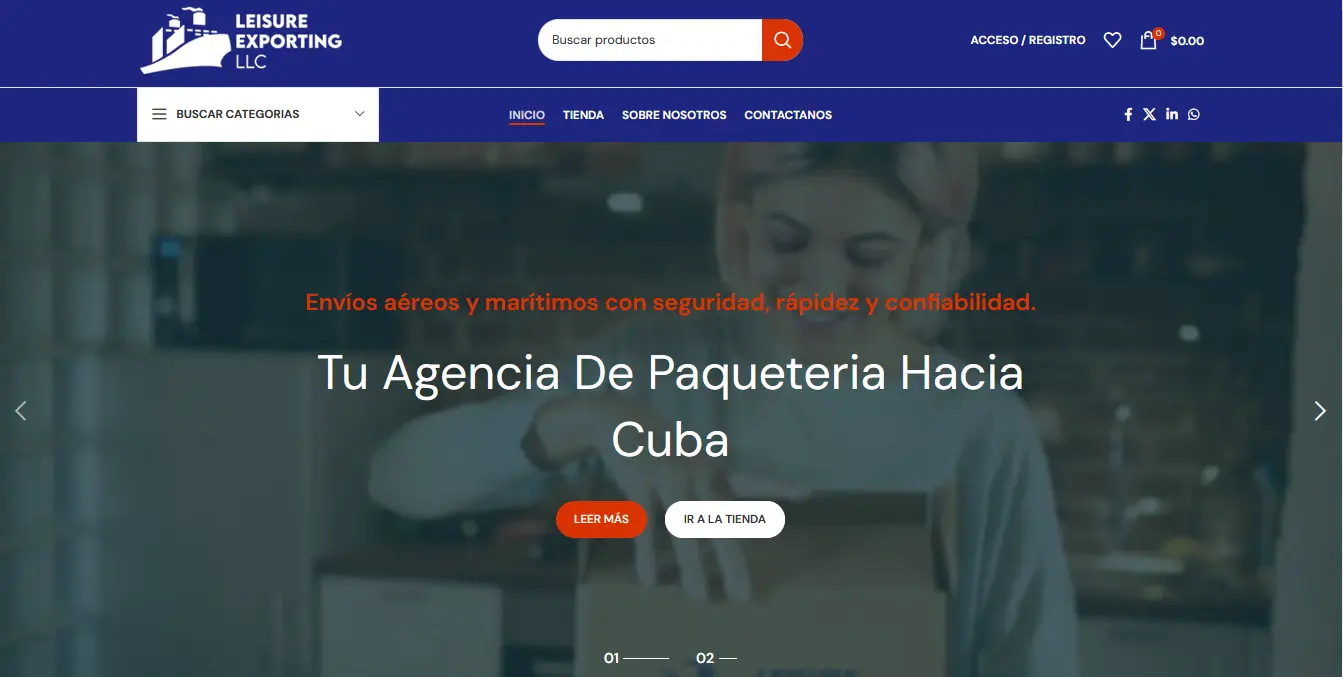 LEISURE
EXPORTING
LLC
Buscar productos
ACCESO / REGISTRO
0
$0.00
BUSCAR CATEGORIAS
INICIO
TIENDA
SOBRE NOSOTROS
CONTACTANOS
Envíos aéreos y marítimos con seguridad, rápidez y confiabilidad.
Tu Agencia De Paqueteria Hacia
Cuba
LEER MÁS
IR A LA TIENDA
01
02